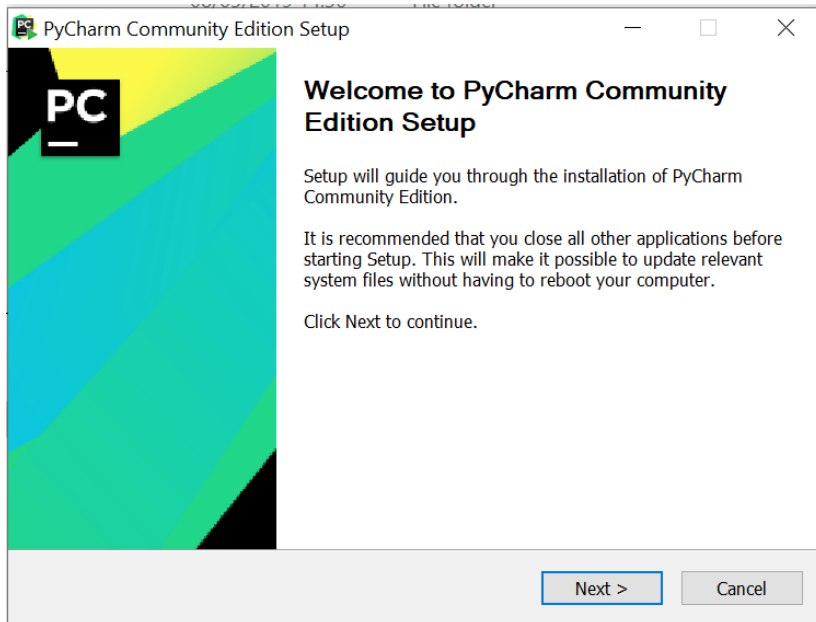 PyCharm Community Edition Setup
PC
Welcome to PyCharm Community
Edition Setup
Setup will guide you through the installation of PyCharm
Community Edition.
It is recommended that you close all other applications before
starting Setup. This will make it possible to update relevant
system files without having to reboot your computer.
Click Next to continue.
Next >
Cancel